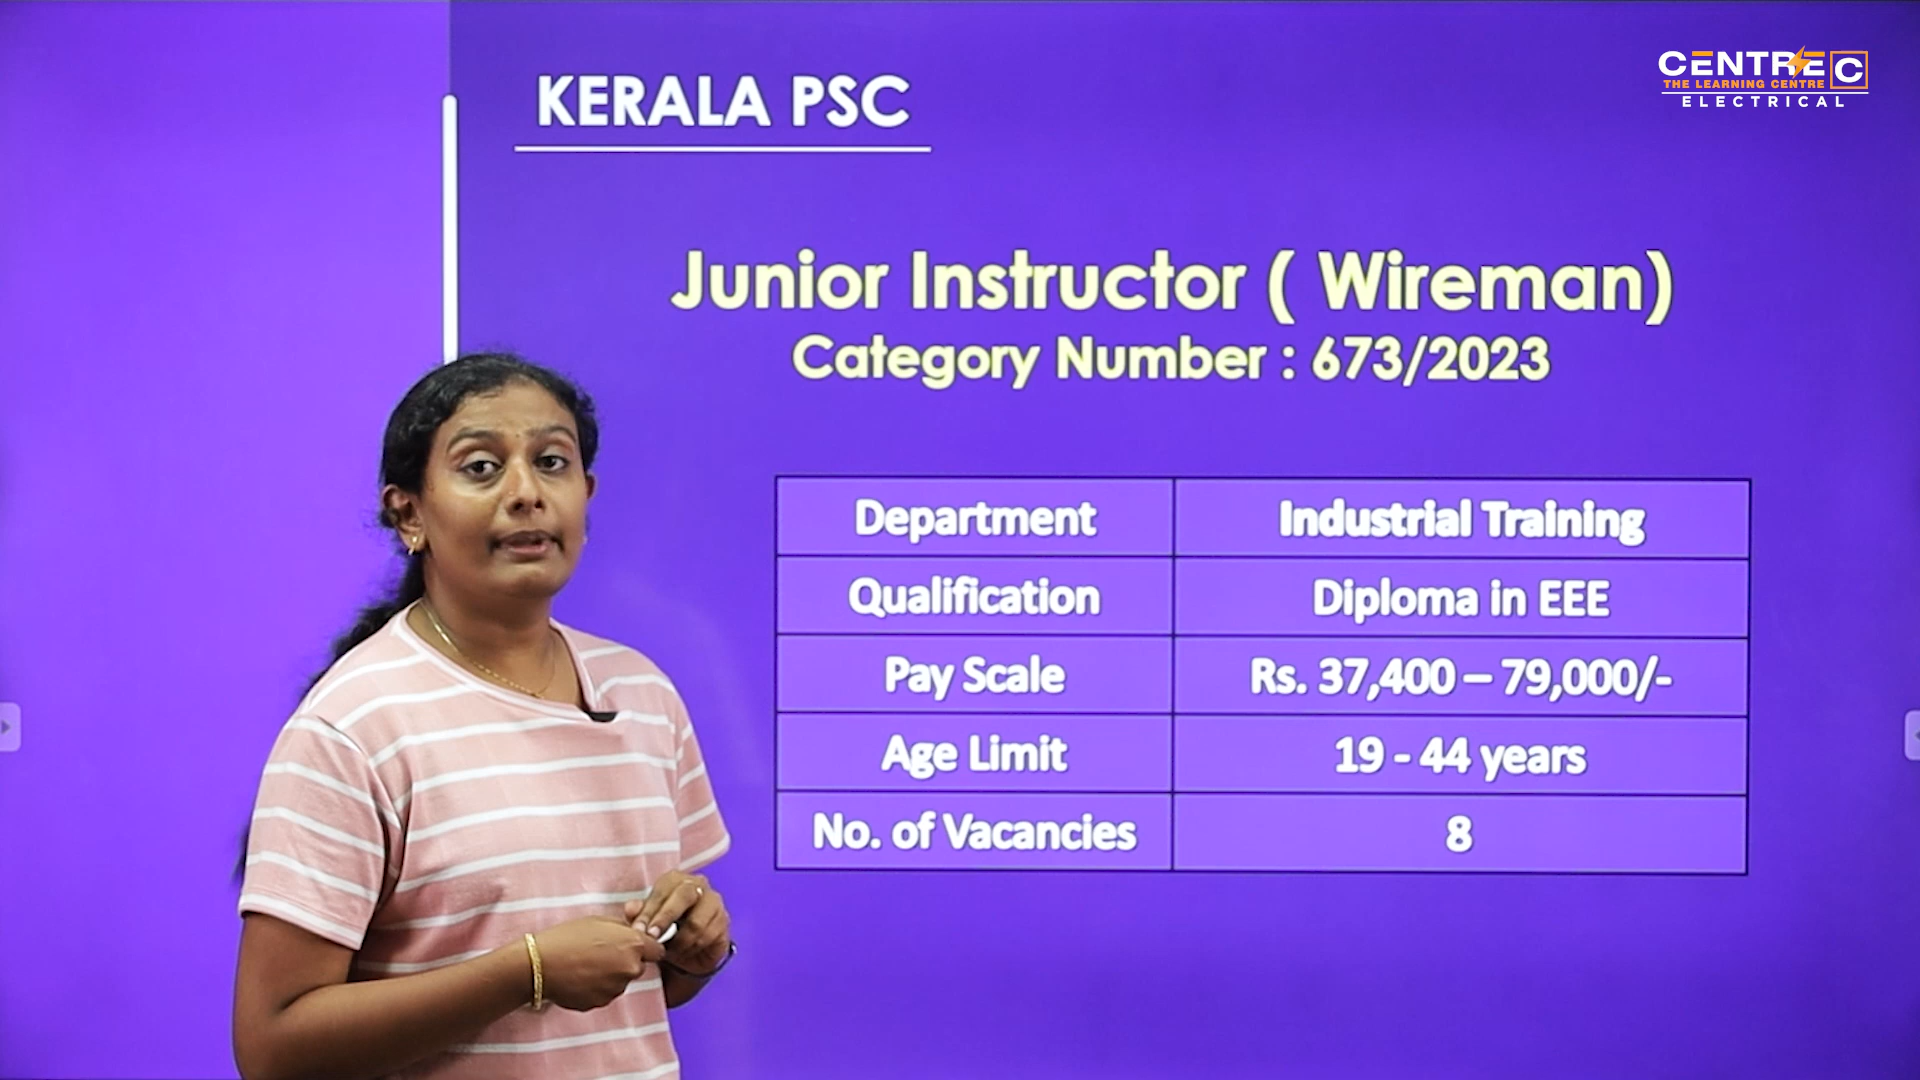 KERALA PSC
CENTRE C
THE LEARNING CENTRE
ELECTRICAL
Junior Instructor ( Wireman)
Category Number : 673/2023
Department Industrial Training
Qualification Diploma in EEE
Pay Scale Rs. 37,400 – 79,000/-
Age Limit 19 - 44 years
No. of Vacancies 8